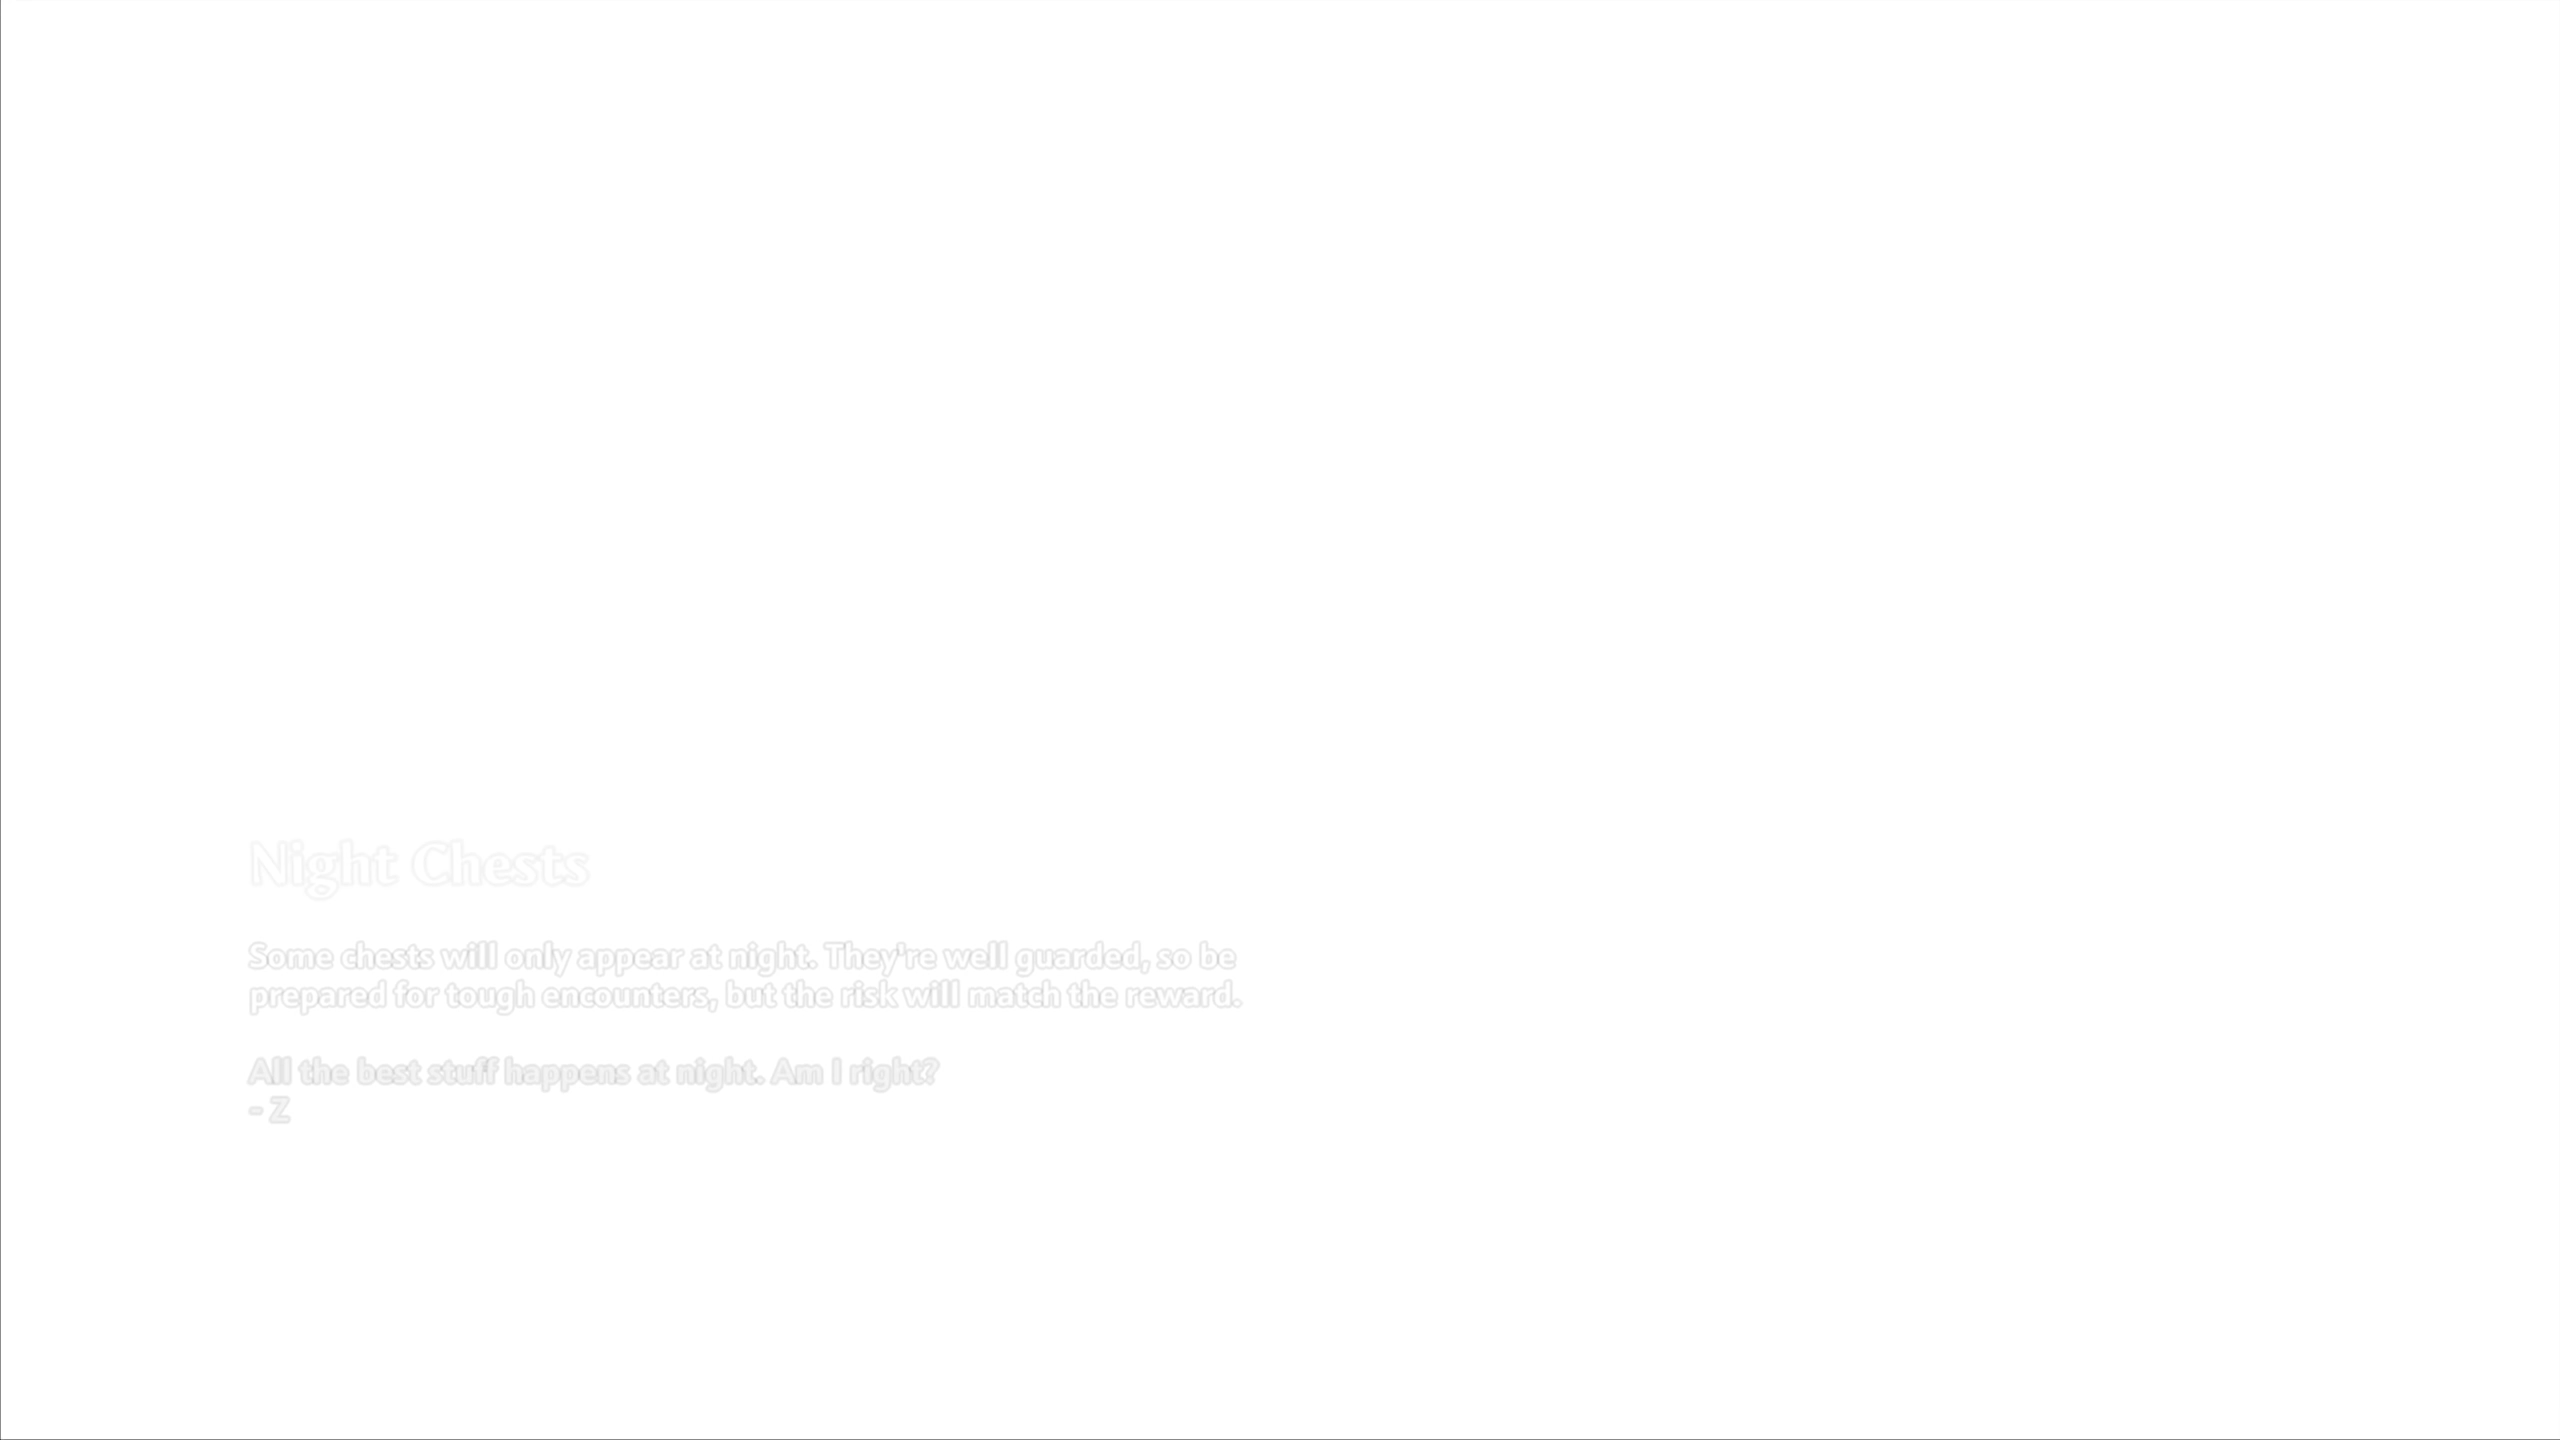 Night Chests
Some chests will only appear at night. They're well guarded, so be
prepared for tough encounters, but the risk will match the reward.
All the best stuff happens at night. Am I right?
- Z